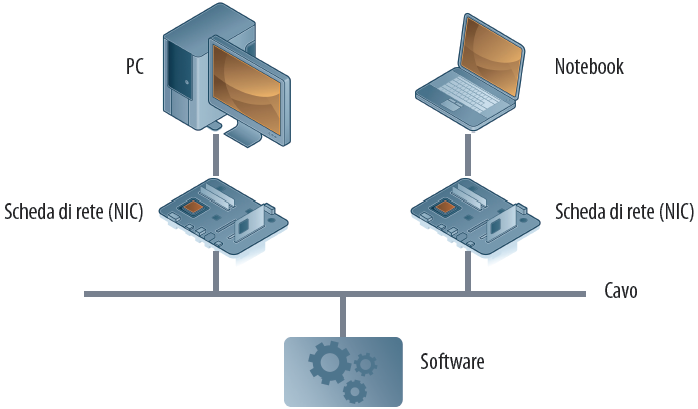 PC
Notebook
Scheda di rete (NIC)
Scheda di rete (NIC)
Cavo
Software